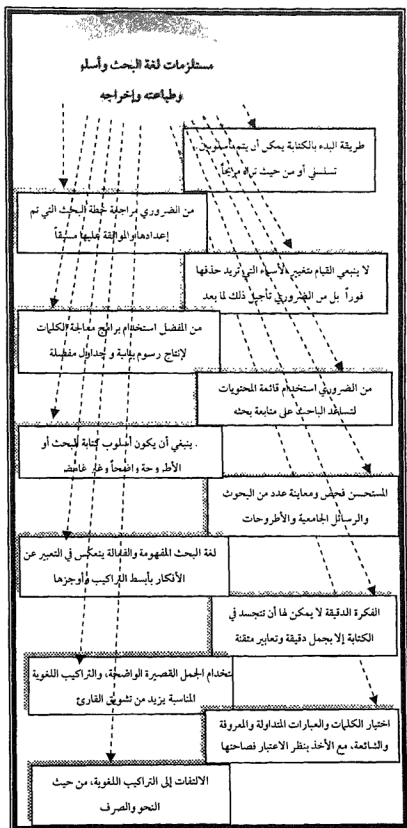 مستلزمات لغة البحث وأسلو
وطباعته وإخراجه
طريقة البدء بالكتابة يمكن أن يتم بأسلوبين
تسلسلي أو من حيث تراه مريحاً
من الضروري مراجعة خطة البحث التي تم
إعدادها والموافقة عليها مسبقاً
لا ينبغي القيام بتغيير الأسماء التي تريد حذفها
فوراً بل من الضروري تأجيل ذلك لما بعد
من المفضل استخدام برامج معالجة الكلمات
لإنتاج رسوم بيانية و جداول مفصلة
من الضروري استخدام قائمة المحتويات
لتساعد الباحث على متابعة بحثه
. ينبغي أن يكون أسلوب كتابة البحث أو
الأطروحة واضحاً وغير غامض
المستحسن فحص ومعاينة عدد من البحوث
والرسائل الجامعية والأطروحات
لغة البحث المفهومة والفعالة ينعكس في التعبير عن
الأفكار بأبسط التراكيب وأوجزها
الفكرة الدقيقة لا يمكن لها أن تتجسد في
الكتابة إلا بجمل دقيقة وتعابير متقنة
تخدام الجمل القصيرة الواضحة، والتراكيب اللغوية
المناسبة يزيد من تشويق القارئ
اختيار الكلمات والعبارات المتداولة والمعروفة
والشائعة، مع الأخذ بنظر الاعتبار فصاحتها
الالتفات إلى التراكيب اللغوية، من حيث
النحو والصرف